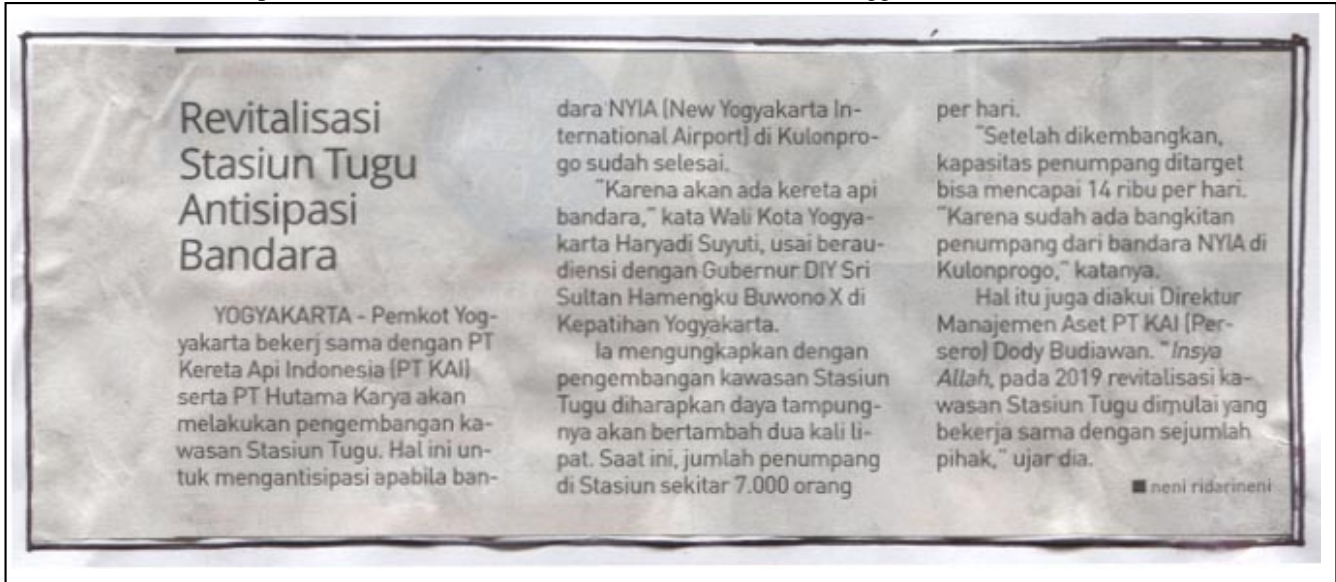 Revitalisasi
Stasiun Tugu
Antisipasi
Bandara
YOGYAKARTA - Pemkot Yog-
yakarta bekerj sama dengan PT
Kereta Api Indonesia (PT KAI)
serta PT Hutama Karya akan
melakukan pengembangan ka-
wasan Stasiun Tugu. Hal ini un-
tuk mengantisipasi apabila ban-
dara NYIA (New Yogyakarta In-
ternational Airport) di Kulonpro-
go sudah selesai.
"Karena akan ada kereta api
bandara," kata Wali Kota Yogya-
karta Haryadi Suyuti, usai berau-
diensi dengan Gubernur DIY Sri
Sultan Hamengku Buwono X di
Kepatihan Yogyakarta.
Ia mengungkapkan dengan
pengembangan kawasan Stasiun
Tugu diharapkan daya tampung-
nya akan bertambah dua kali li-
pat. Saat ini, jumlah penumpang
di Stasiun sekitar 7.000 orang
per hari.
"Setelah dikembangkan,
kapasitas penumpang ditarget
bisa mencapai 14 ribu per hari.
"Karena sudah ada bangkitan
penumpang dari bandara NYIA di
Kulonprogo," katanya.
Hal itu juga diakui Direktur
Manajemen Aset PT KAI (Per-
sero) Dody Budiawan. "Insya
Allah, pada 2019 revitalisasi ka-
wasan Stasiun Tugu dimulai yang
bekerja sama dengan sejumlah
pihak," ujar dia.
■ neni ridarineni